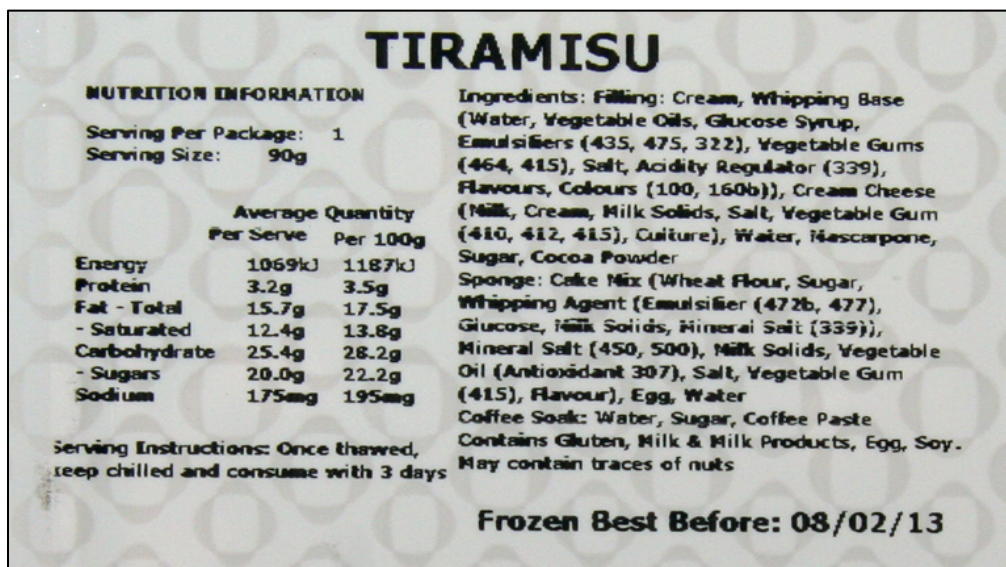 TIRAMISU
NUTRITION INFORMATION
Serving Per Package: 1
Serving Size: 90g
Average Quantity
Per Serve Per 100g
Energy 1069kJ 1187kJ
Protein 3.2g 3.5g
Fat - Total 15.7g 17.5g
- Saturated 12.4g 13.8g
Carbohydrate 25.4g 28.2g
- Sugars 20.0g 22.2g
Sodium 175mg 195mg
Serving Instructions: Once thawed,
keep chilled and consume with 3 days
Ingredients: Filling: Cream, Whipping Base
(Water, Vegetable Oils, Glucose Syrup,
Emulsifiers (435, 475, 322), Vegetable Gums
(464, 415), Salt, Acidity Regulator (339),
Flavours, Colours (100, 160b)), Cream Cheese
(Milk, Cream, Milk Solids, Salt, Vegetable Gum
(410, 412, 415), Culture), Water, Mascarpone,
Sugar, Cocoa Powder
Sponge: Cake Mix (Wheat Flour, Sugar,
Whipping Agent (Emulsifier (472b, 477),
Glucose, Milk Solids, Mineral Salt (339)),
Mineral Salt (450, 500), Milk Solids, Vegetable
Oil (Antioxidant 307), Salt, Vegetable Gum
(415), Flavour), Egg, Water
Coffee Soak: Water, Sugar, Coffee Paste
Contains Gluten, Milk & Milk Products, Egg, Soy.
May contain traces of nuts
Frozen Best Before: 08/02/13